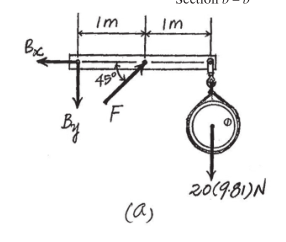 Section b – b
1m 1m
Bx
45°
By
F
20(9.81)N
(a)